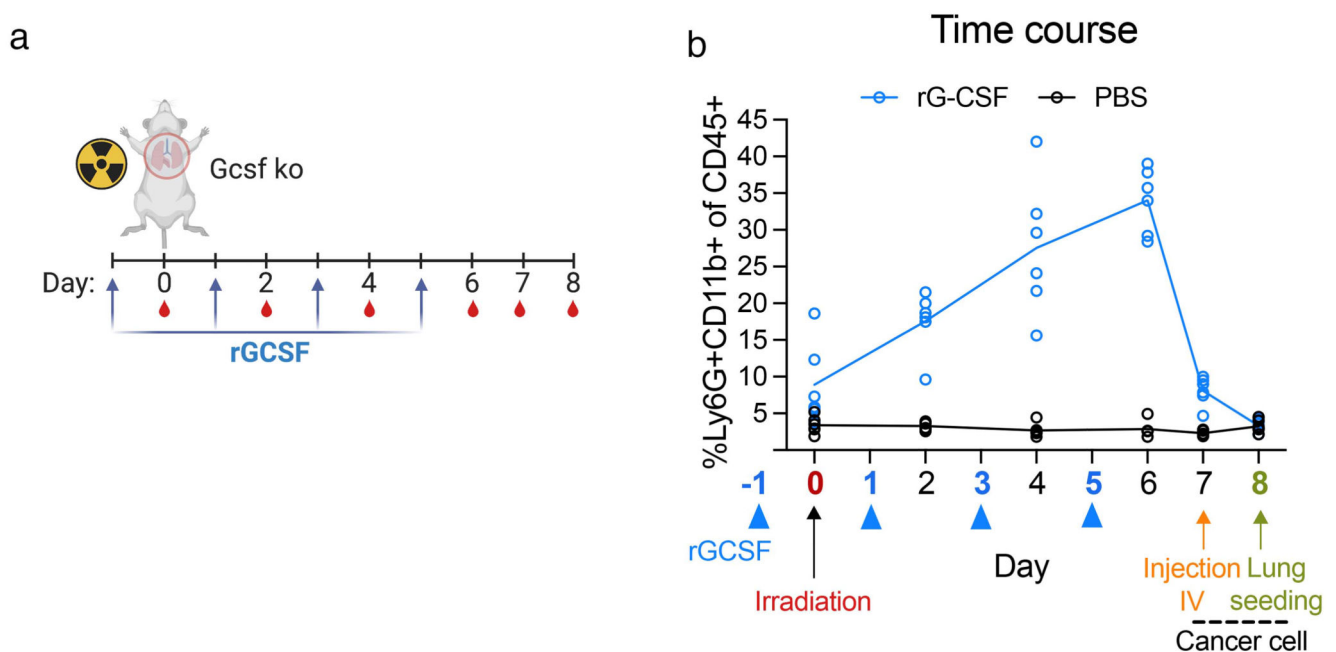 a
Gcsf ko
Day: 0 2 4 6 7 8
rGCSF
b
Time course
rG-CSF PBS
%Ly6G+CD11b+ of CD45+
45
40
35
30
25
20
15
10
5
-1 0 1 2 3 4 5 6 7 8
rGCSF
Day
Irradiation
Injection Lung
IV seeding
Cancer cell